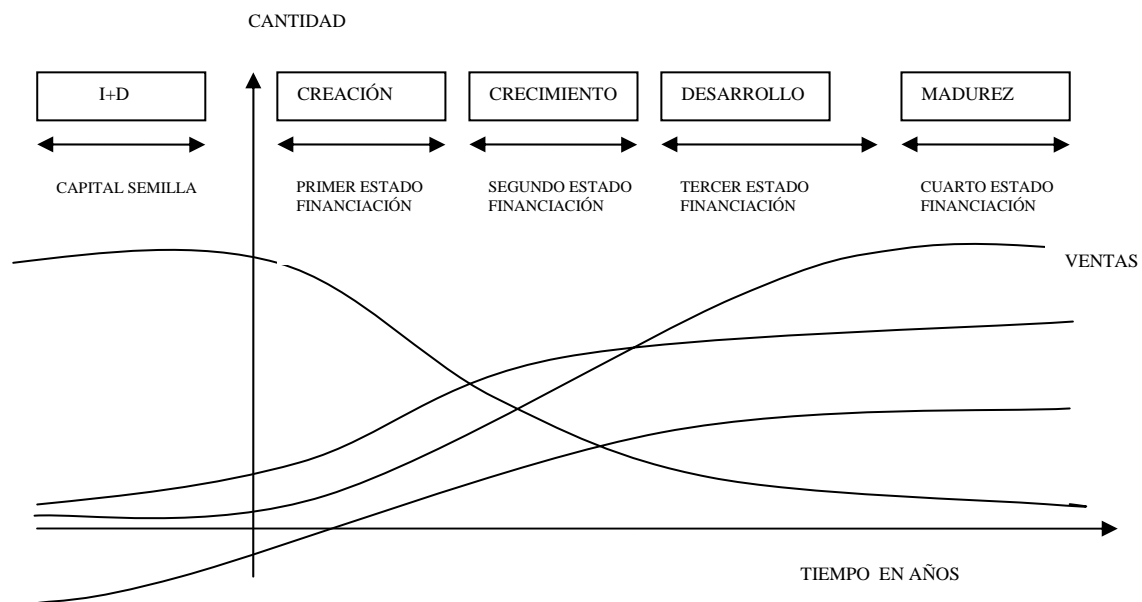 CANTIDAD
I+D
CREACIÓN
CRECIMIENTO
DESARROLLO
MADUREZ
CAPITAL SEMILLA
PRIMER ESTADO
FINANCIACIÓN
SEGUNDO ESTADO
FINANCIACIÓN
TERCER ESTADO
FINANCIACIÓN
CUARTO ESTADO
FINANCIACIÓN
VENTAS
TIEMPO EN AÑOS